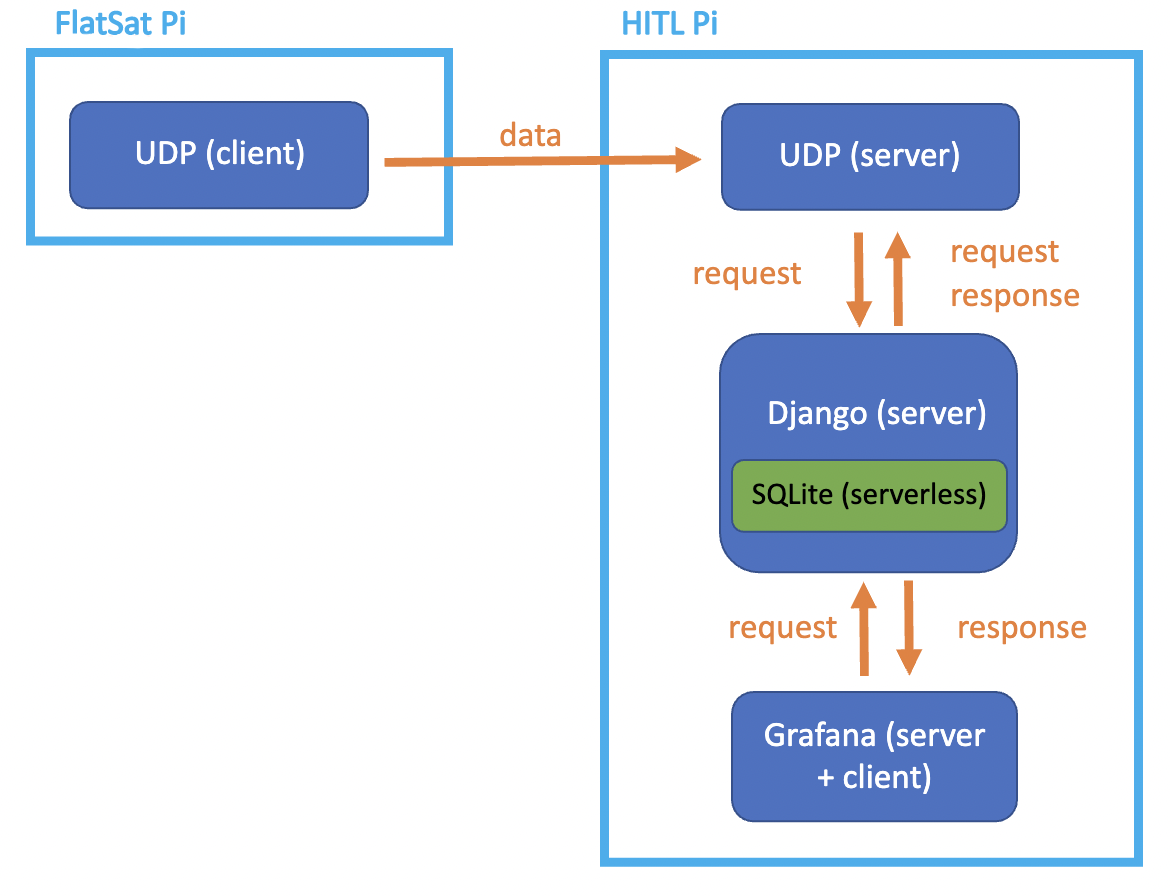 FlatSat Pi
HITL Pi
UDP (client)
data
UDP (server)
request
request
response
Django (server)
SQLite (serverless)
request
response
Grafana (server
+ client)